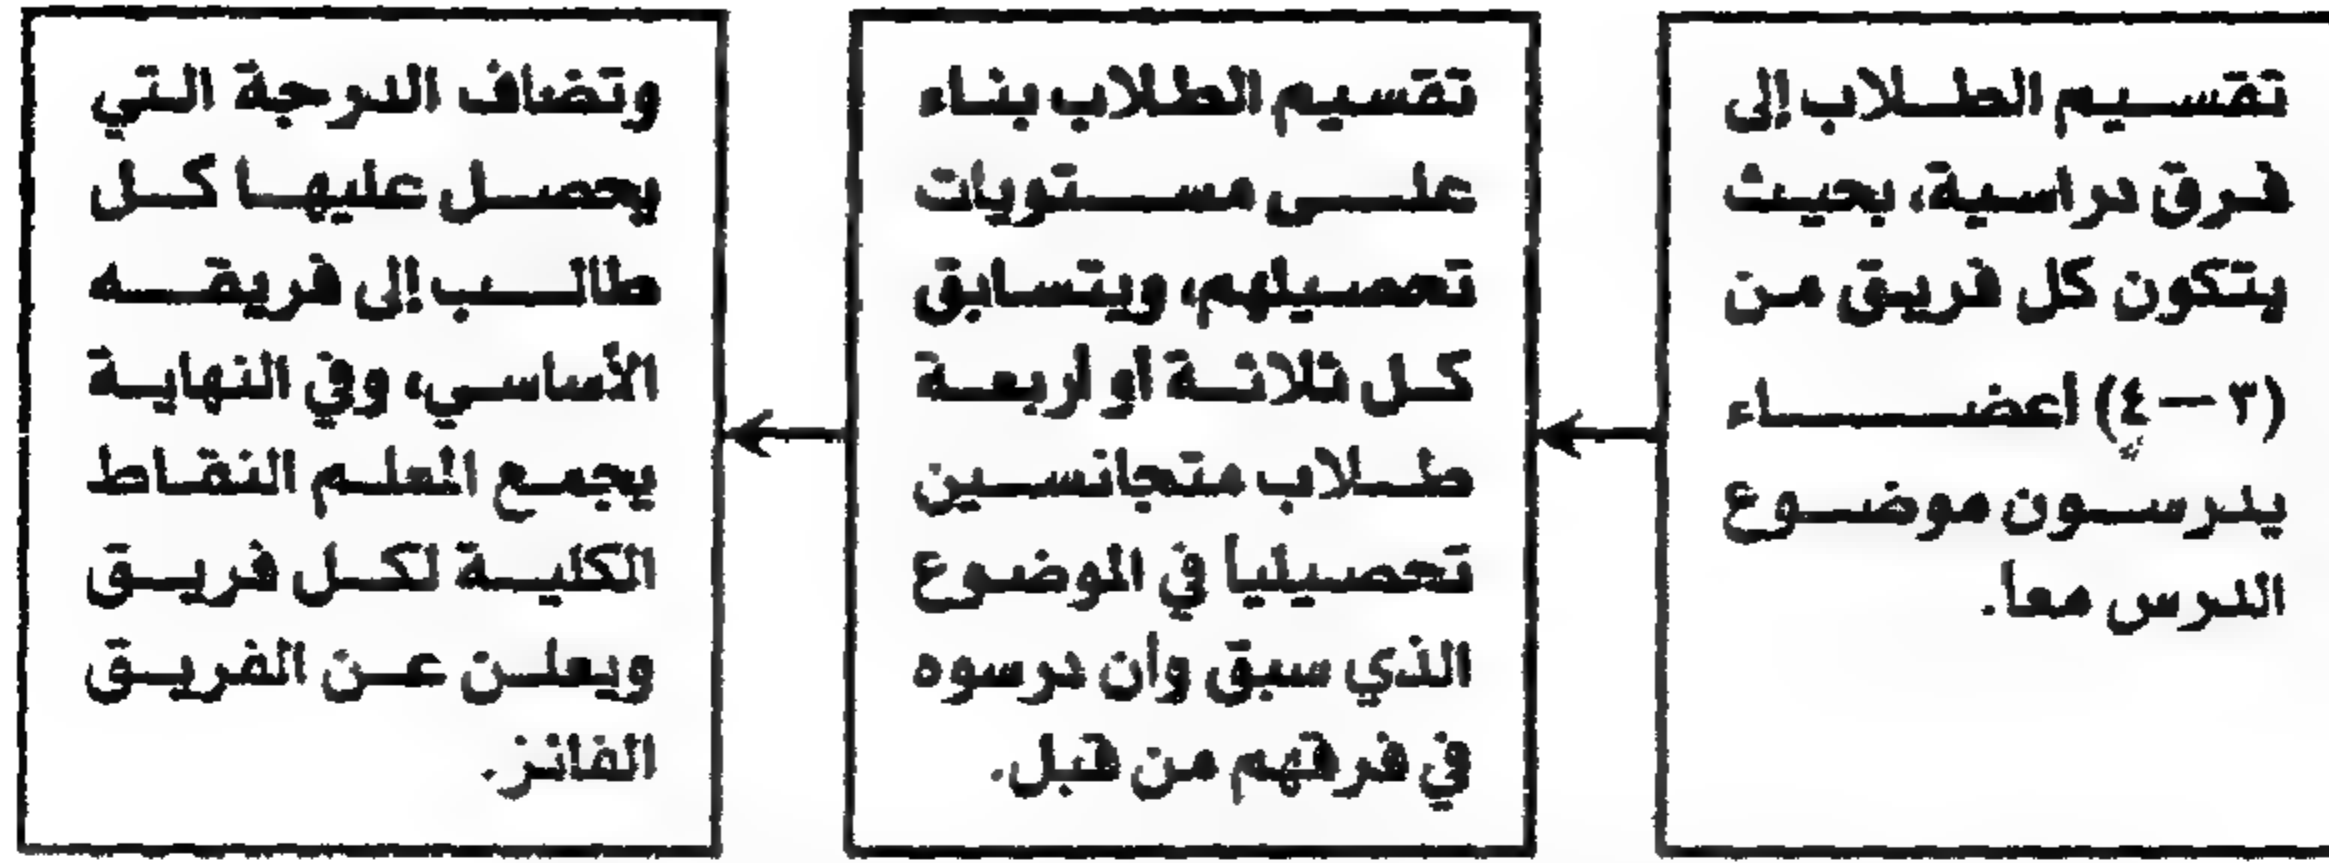 تقسيم الطلاب إلى
فرق دراسية، بحيث
يتكون كل فريق من
(٣ – ٤) أعضاء
يدرسون موضوع
الدرس معاً.
تقسيم الطلاب بناء
على مستويات
تحصيلهم، ويتسابق
كل ثلاثة أو أربعة
طلاب متجانسين
تحصيلياً في الموضوع
الذي سبق وأن درسوه
في فرقهم من قبل.
وتضاف الدرجة التي
يحصل عليها كل
طالب إلى فريقه
الأساسي، وفي النهاية
يجمع المعلم النقاط
الكلية لكل فريق
ويعلن عن الفريق
الفائز.